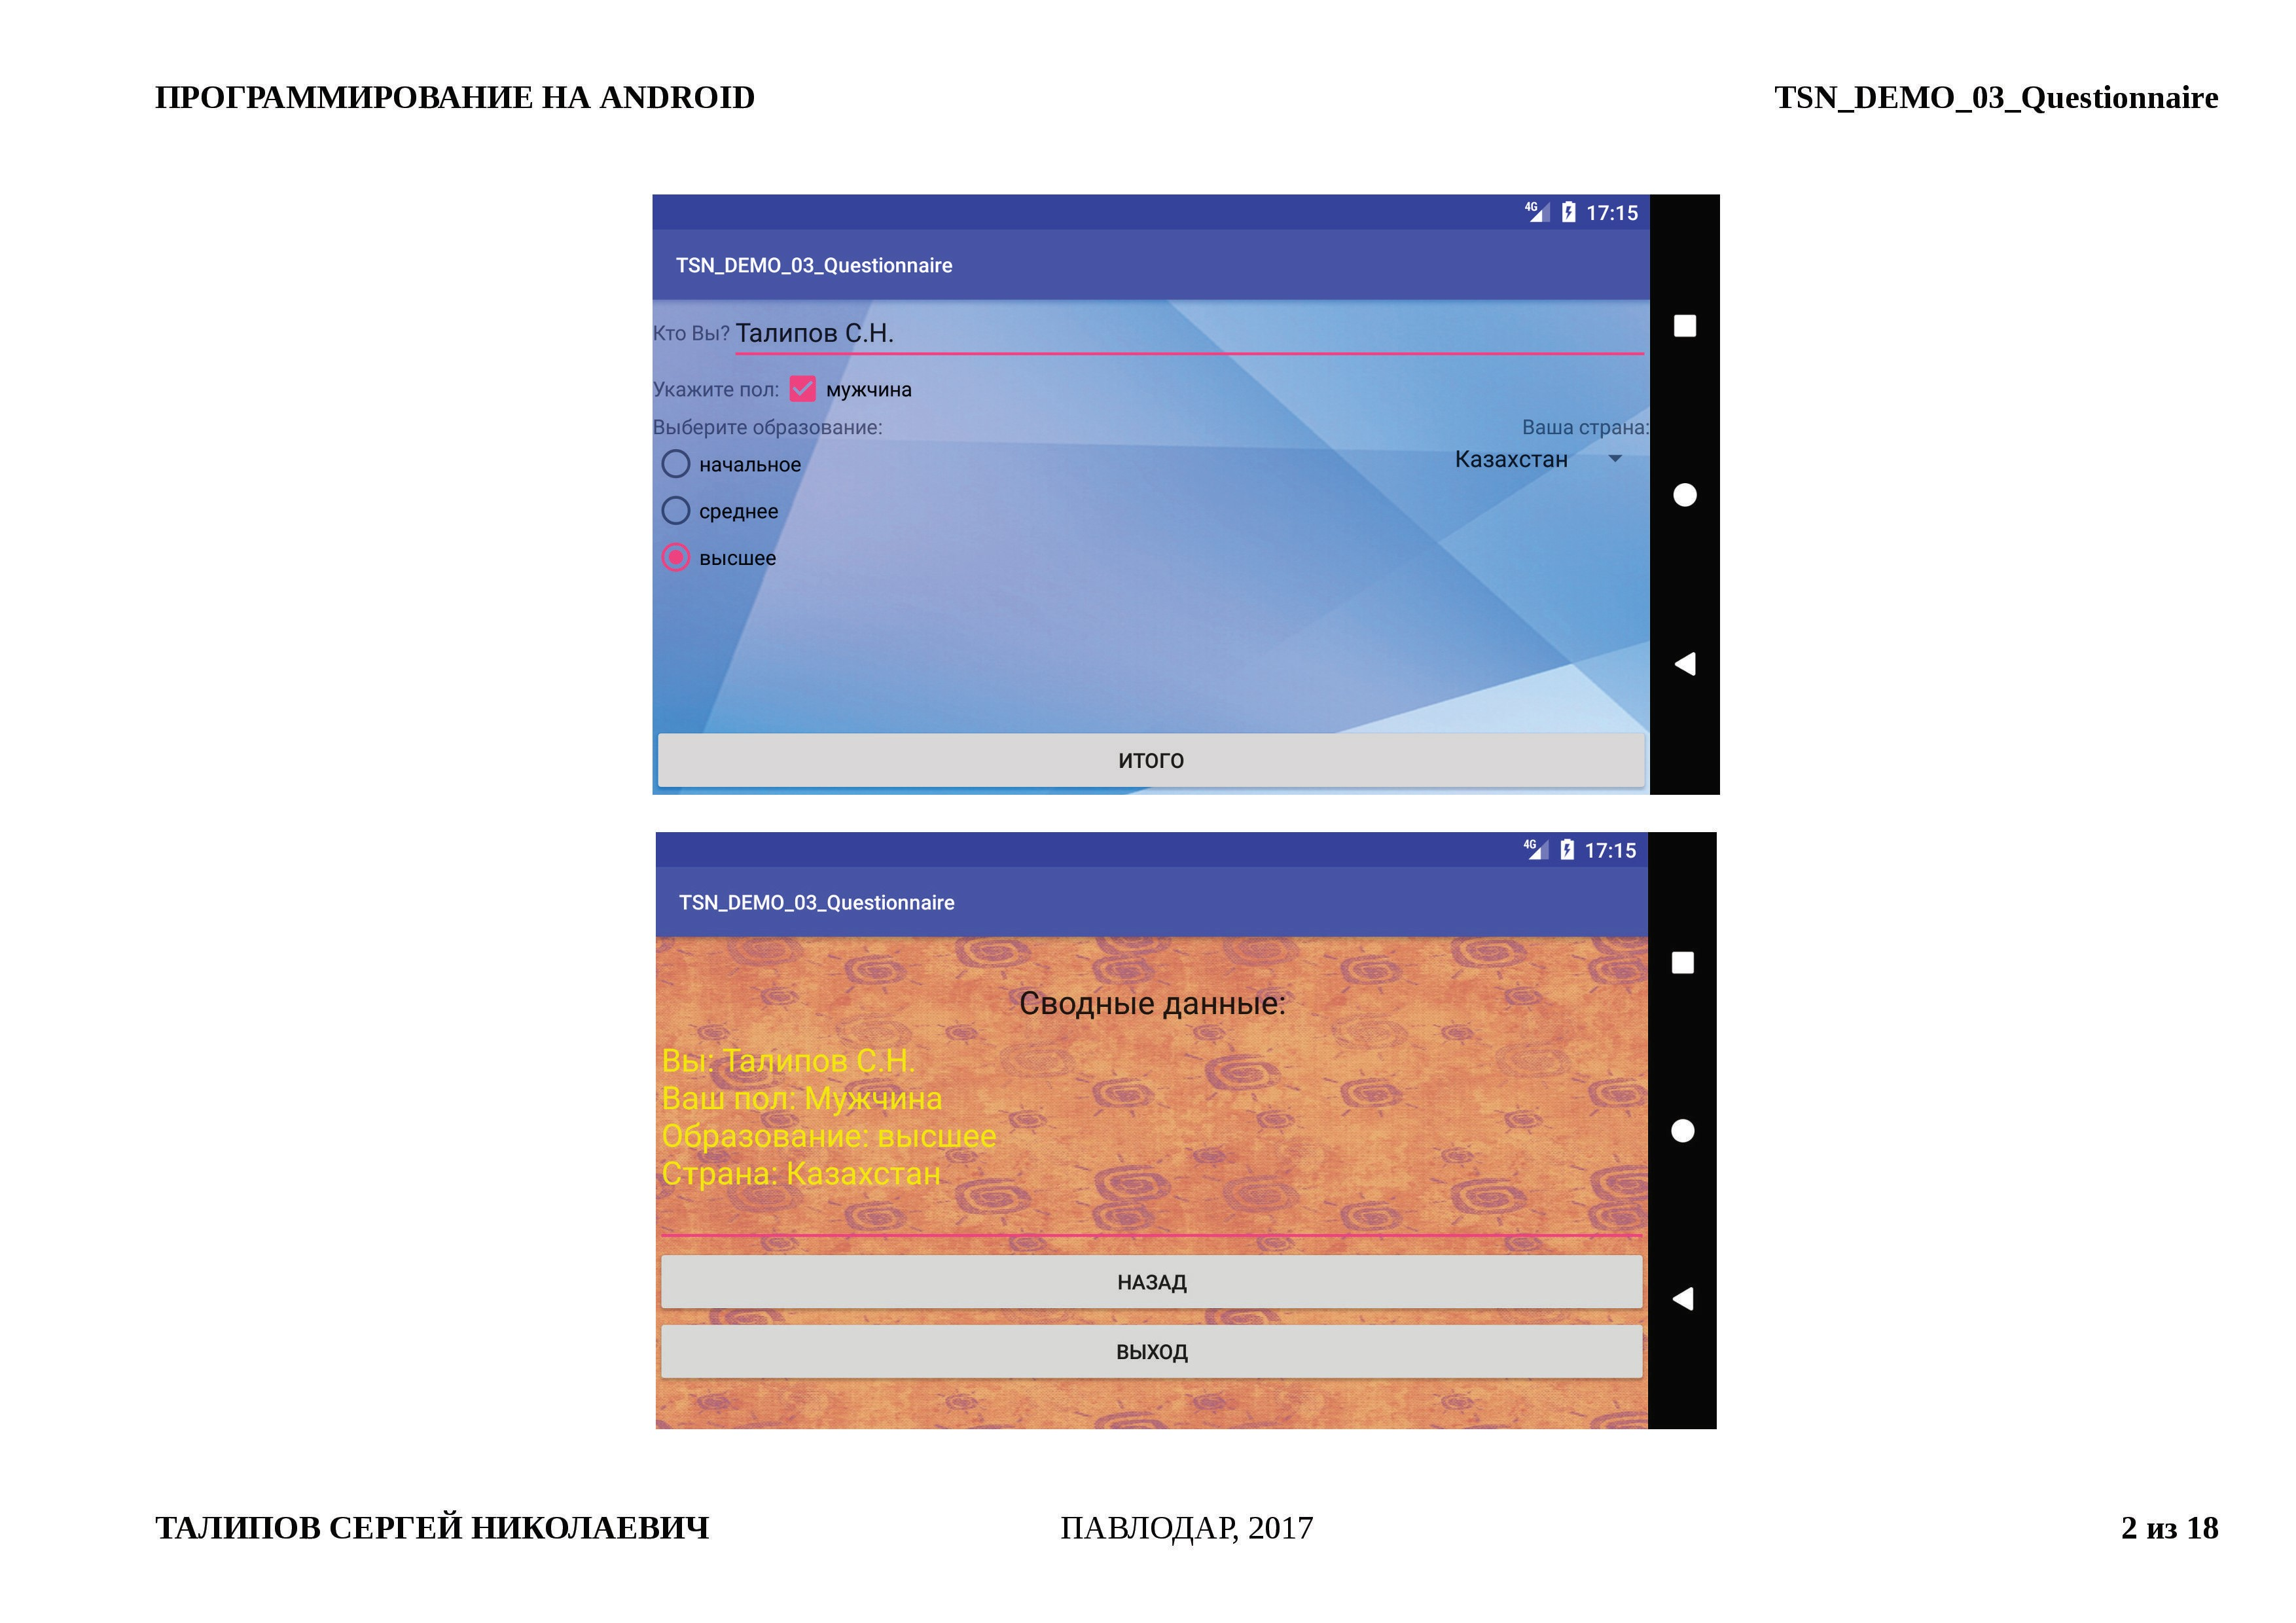 ПРОГРАММИРОВАНИЕ НА ANDROID TSN_DEMO_03_Questionnaire
4G 17:15
TSN_DEMO_03_Questionnaire
Кто Вы? Талипов С.Н.
Укажите пол: мужчина
Выберите образование: Ваша страна:
начальное Казахстан
среднее
высшее
ИТОГО
4G 17:15
TSN_DEMO_03_Questionnaire
Сводные данные:
Вы: Талипов С.Н.
Ваш пол: Мужчина
Образование: высшее
Страна: Казахстан
НАЗАД
ВЫХОД
ТАЛИПОВ СЕРГЕЙ НИКОЛАЕВИЧ ПАВЛОДАР, 2017 2 из 18